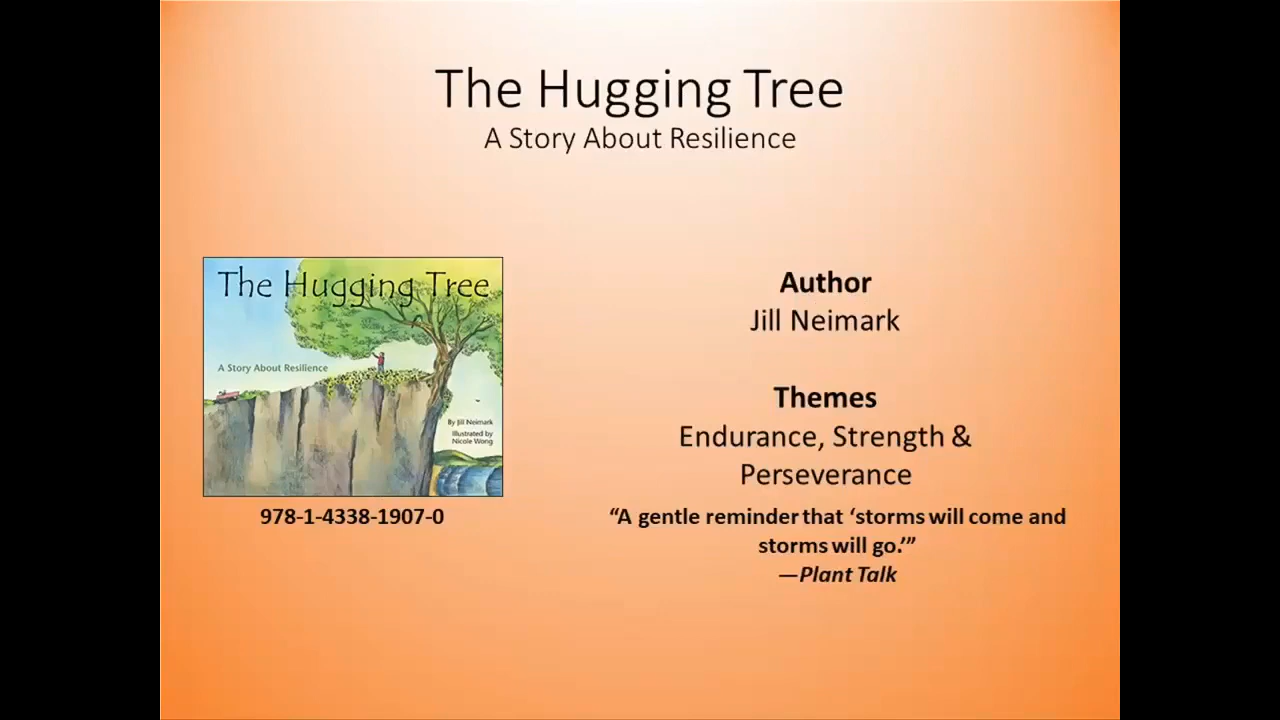 The Hugging Tree
A Story About Resilience
The Hugging Tree
A Story About Resilience
By Jill Neimark
Illustrated by
Nicole Wong
978-1-4338-1907-0
Author
Jill Neimark
Themes
Endurance, Strength &
Perseverance
“A gentle reminder that ‘storms will come and
storms will go.’”
—Plant Talk